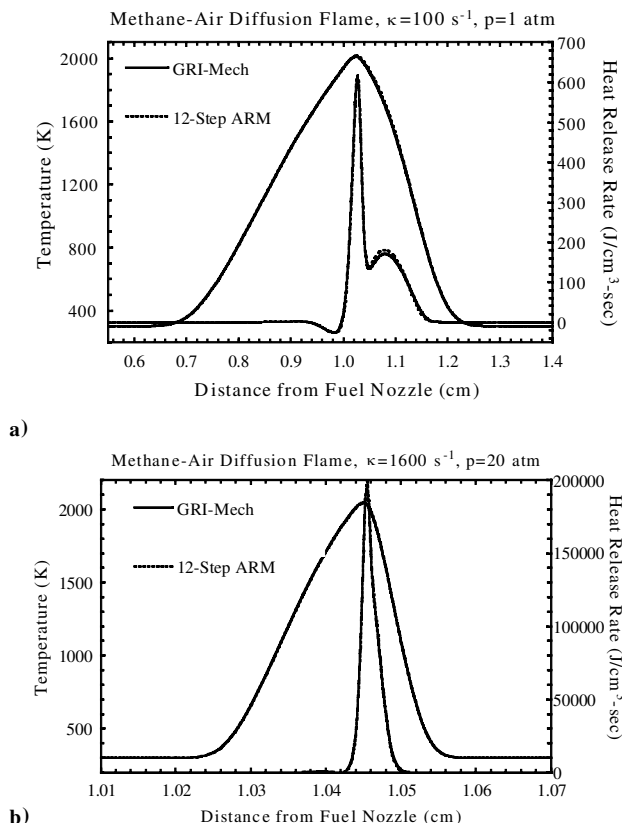 Methane-Air Diffusion Flame, κ=100 s⁻¹, p=1 atm
2000
1600
1200
800
400
Temperature (K)
GRI-Mech
12-Step ARM
700
600
500
400
300
200
100
0
Heat Release Rate (J/cm³-sec)
0.6 0.7 0.8 0.9 1.0 1.1 1.2 1.3 1.4
Distance from Fuel Nozzle (cm)
a)
Methane-Air Diffusion Flame, κ=1600 s⁻¹, p=20 atm
2000
1500
1000
500
Temperature (K)
GRI-Mech
12-Step ARM
200000
150000
100000
50000
0
Heat Release Rate (J/cm³-sec)
1.01 1.02 1.03 1.04 1.05 1.06 1.07
Distance from Fuel Nozzle (cm)
b)